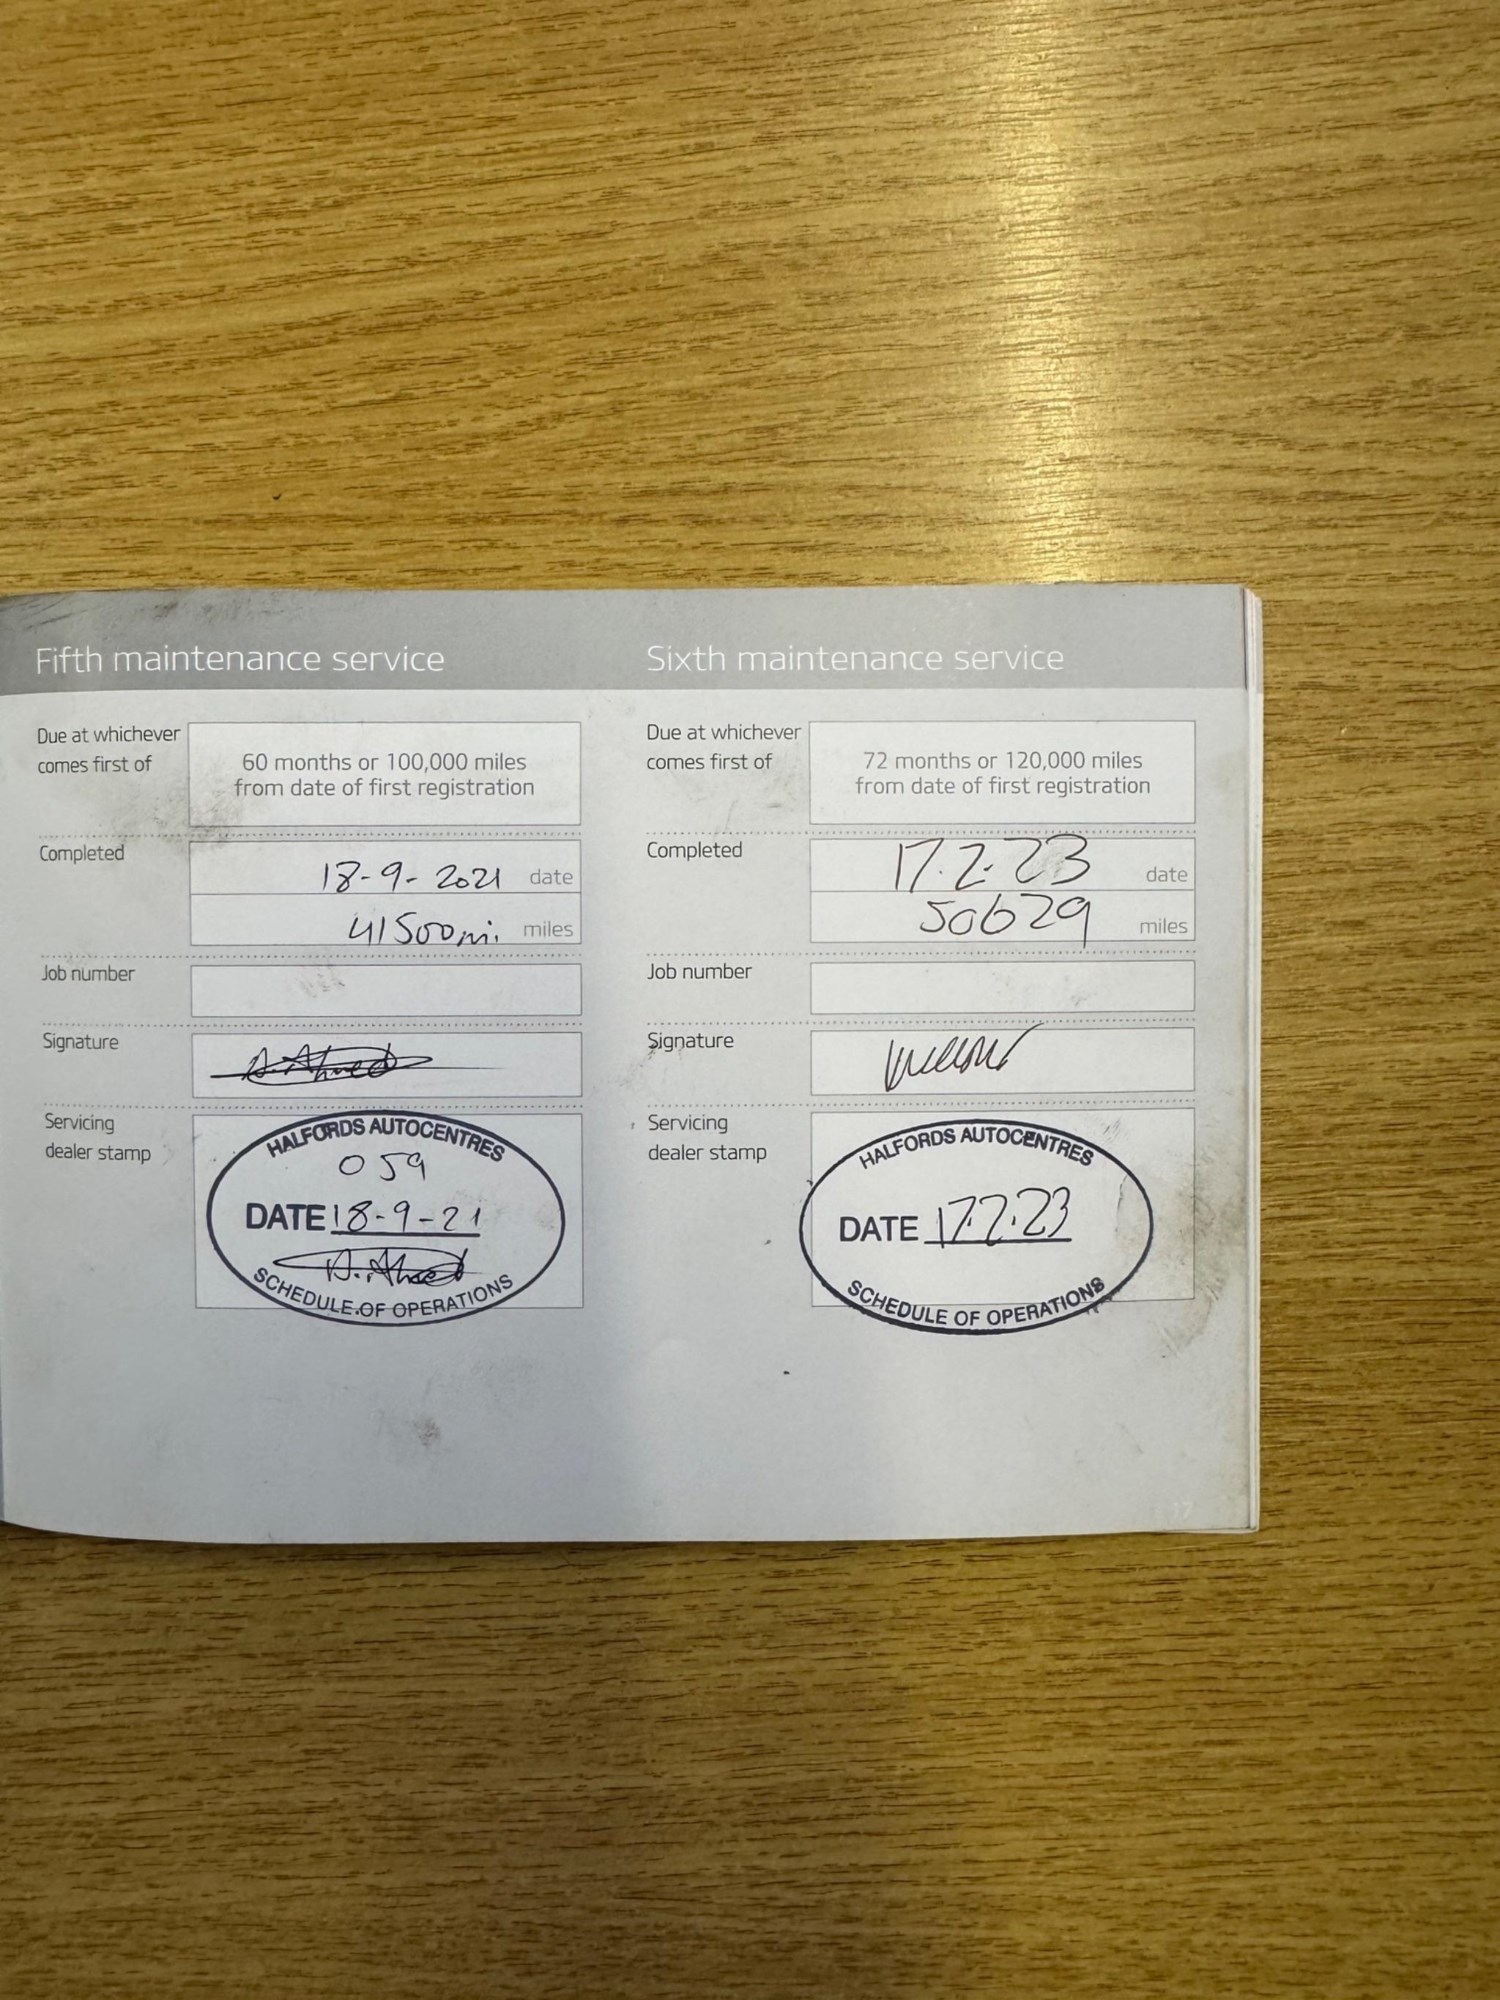 Fifth maintenance service
Due at whichever
comes first of
60 months or 100,000 miles
from date of first registration
Completed
18-9-2021 date
41500mi. miles
Job number
Signature
A.Ahmed
Servicing
dealer stamp
HALFORDS AUTOCENTRES
059
DATE 18-9-21
A.Ahmed
SCHEDULE OF OPERATIONS
Sixth maintenance service
Due at whichever
comes first of
72 months or 120,000 miles
from date of first registration
Completed
17.2.23 date
50629 miles
Job number
Signature
Servicing
dealer stamp
HALFORDS AUTOCENTRES
DATE 17.2.23
SCHEDULE OF OPERATIONS
17